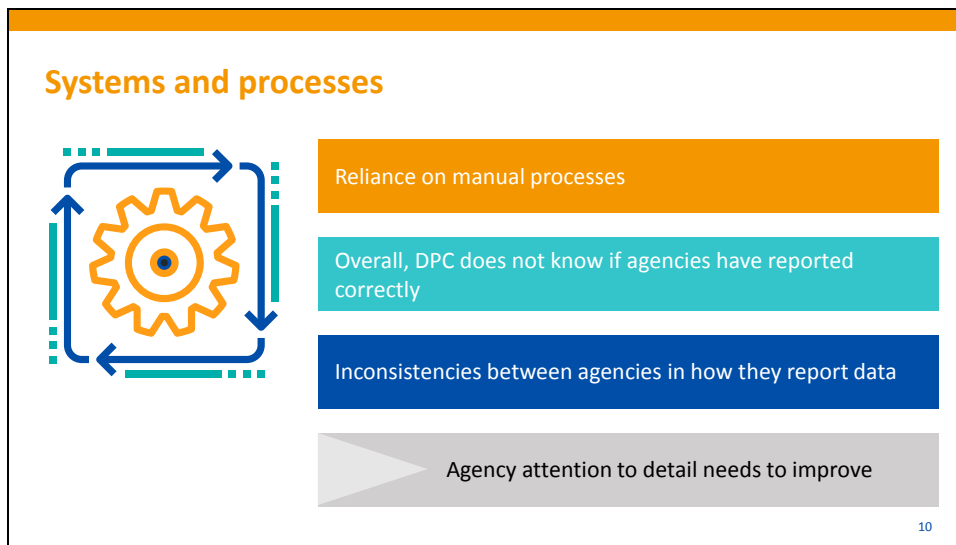 Systems and processes
Reliance on manual processes
Overall, DPC does not know if agencies have reported
correctly
Inconsistencies between agencies in how they report data
Agency attention to detail needs to improve
10